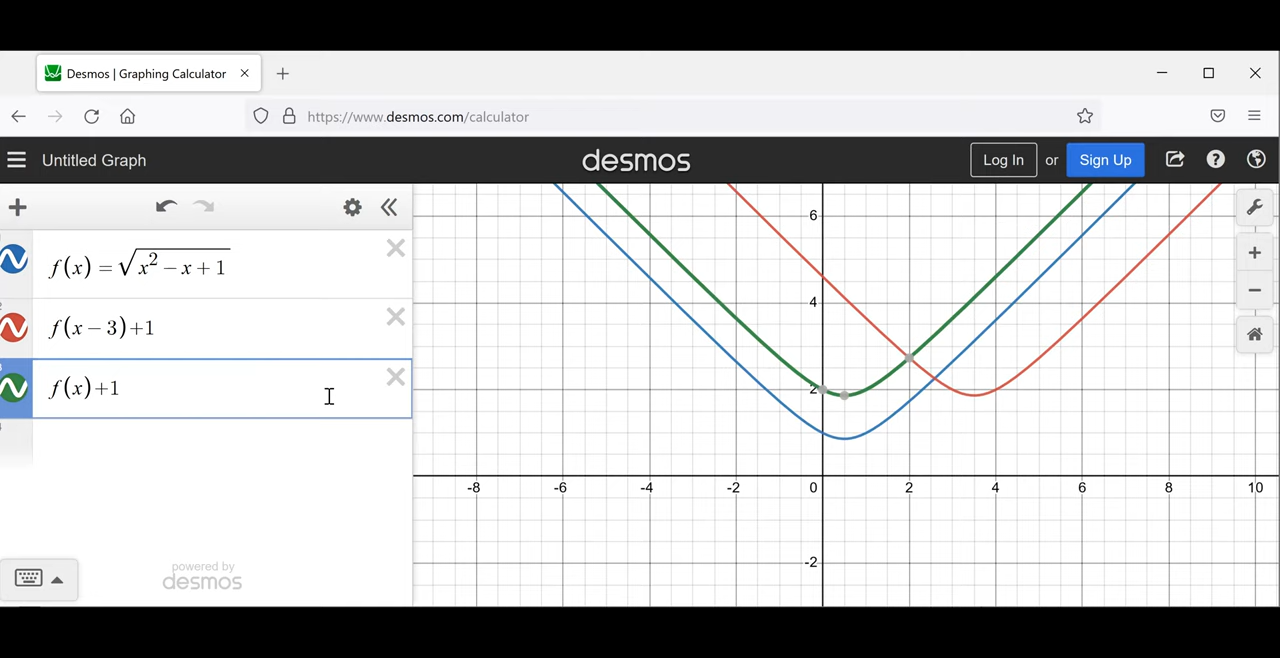 Desmos | Graphing Calculator
https://www.desmos.com/calculator
Untitled Graph
desmos
Log In or Sign Up
f(x) = √(x² − x + 1)
2
f(x − 3) + 1
f(x) + 1
6
4
2
-8 -6 -4 -2 0 2 4 6 8 10
-2
powered by
desmos